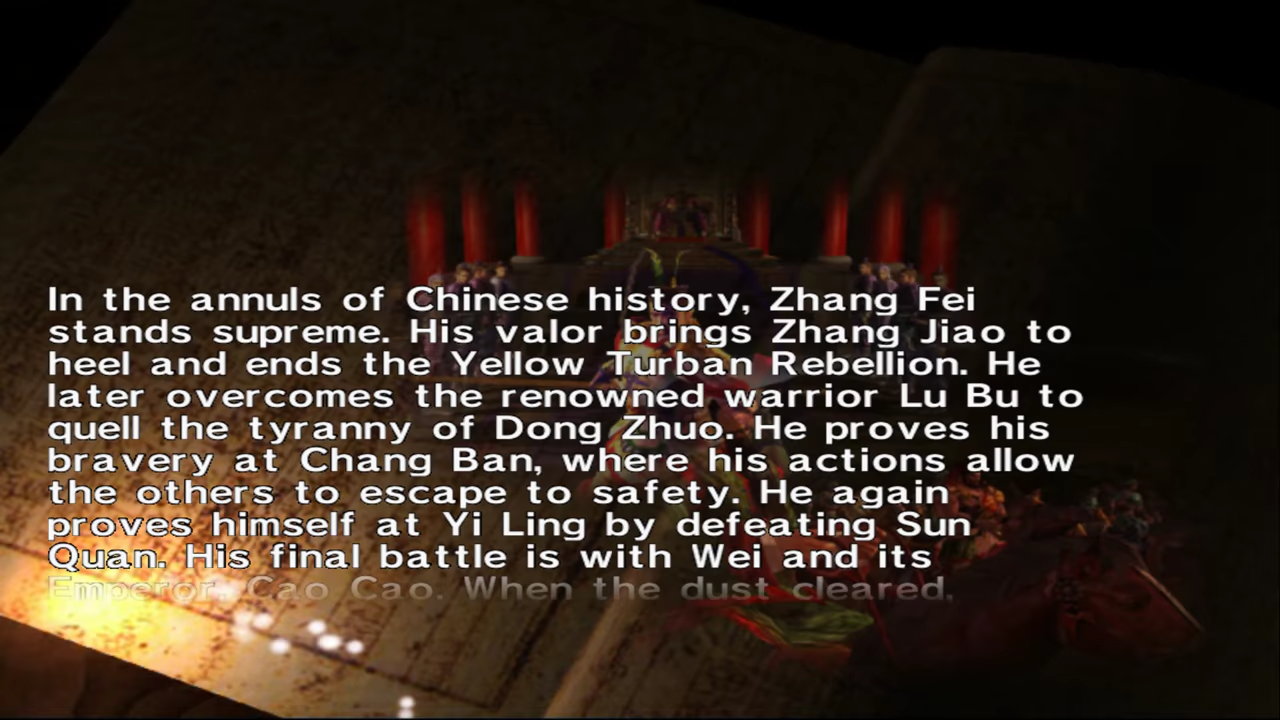 In the annuls of Chinese history, Zhang Fei
stands supreme. His valor brings Zhang Jiao to
heel and ends the Yellow Turban Rebellion. He
later overcomes the renowned warrior Lu Bu to
quell the tyranny of Dong Zhuo. He proves his
bravery at Chang Ban, where his actions allow
the others to escape to safety. He again
proves himself at Yi Ling by defeating Sun
Quan. His final battle is with Wei and its
Emperor, Cao Cao. When the dust cleared,